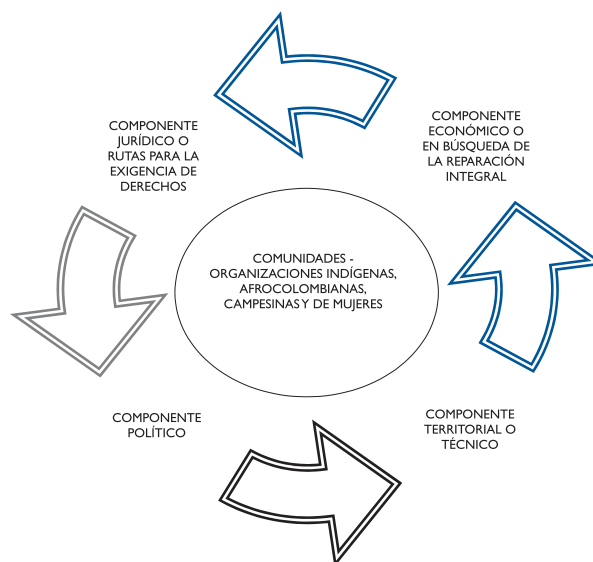 COMPONENTE
JURÍDICO O
RUTAS PARA LA
EXIGENCIA DE
DERECHOS
COMPONENTE
ECONÓMICO O
EN BÚSQUEDA DE
LA REPARACIÓN
INTEGRAL
COMUNIDADES -
ORGANIZACIONES INDÍGENAS,
AFROCOLOMBIANAS,
CAMPESINAS Y DE MUJERES
COMPONENTE
POLÍTICO
COMPONENTE
TERRITORIAL O
TÉCNICO